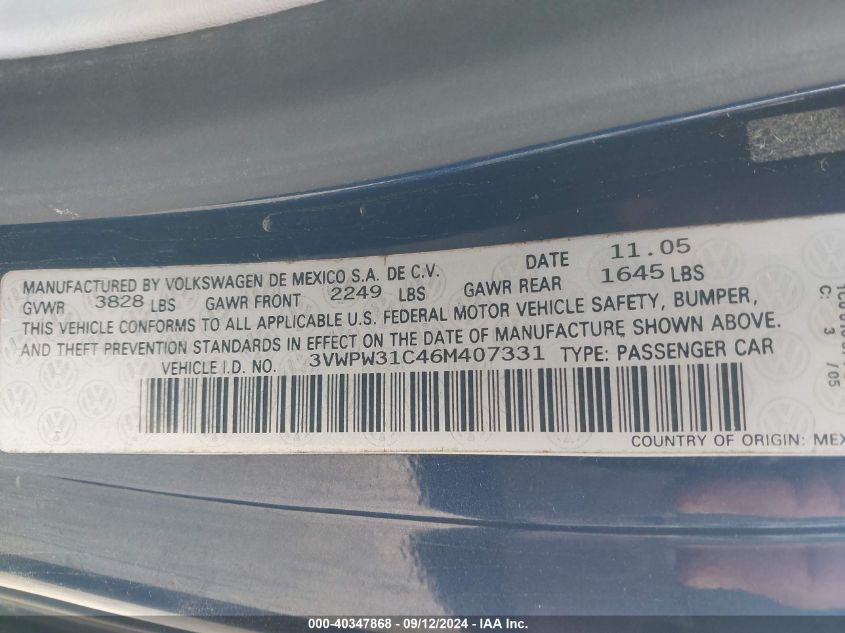 MANUFACTURED BY VOLKSWAGEN DE MEXICO S.A. DE C.V. DATE 11.05
GVWR 3828 LBS GAWR FRONT 2249 LBS GAWR REAR 1645 LBS
THIS VEHICLE CONFORMS TO ALL APPLICABLE U.S. FEDERAL MOTOR VEHICLE SAFETY, BUMPER,
AND THEFT PREVENTION STANDARDS IN EFFECT ON THE DATE OF MANUFACTURE SHOWN ABOVE.
VEHICLE I.D. NO. 3VWPW31C46M407331 TYPE: PASSENGER CAR
COUNTRY OF ORIGIN: MEX
C: 3 /05
000-40347868 - 09/12/2024 - IAA Inc.